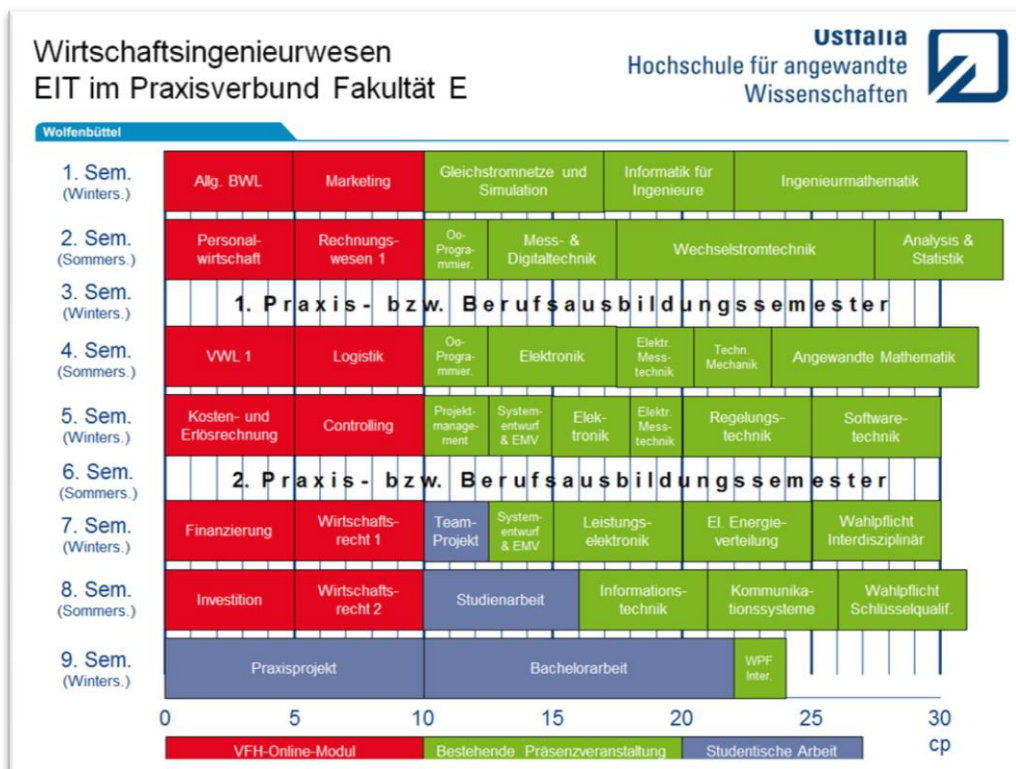 Wirtschaftsingenieurwesen
EIT im Praxisverbund Fakultät E
Ostfalia
Hochschule für angewandte
Wissenschaften
Wolfenbüttel
1. Sem.
(Winters.)
Allg. BWL
Marketing
Gleichstromnetze und
Simulation
Informatik für
Ingenieure
Ingenieurmathematik
2. Sem.
(Sommers.)
Personal-
wirtschaft
Rechnungs-
wesen 1
Oo-
Progra-
mmier.
Mess- &
Digitaltechnik
Wechselstromtechnik
Analysis &
Statistik
3. Sem.
(Winters.)
1. Praxis- bzw. Berufsausbildungssemester
4. Sem.
(Sommers.)
VWL 1
Logistik
Oo-
Progra-
mmier.
Elektronik
Elektr.
Mess-
technik
Techn.
Mechanik
Angewandte Mathematik
5. Sem.
(Winters.)
Kosten- und
Erlösrechnung
Controlling
Projekt-
manage-
ment
System-
entwurf
& EMV
Elek-
tronik
Elektr.
Mess-
technik
Regelungs-
technik
Software-
technik
6. Sem.
(Sommers.)
2. Praxis- bzw. Berufsausbildungssemester
7. Sem.
(Winters.)
Finanzierung
Wirtschafts-
recht 1
Team-
Projekt
System-
entwurf
& EMV
Leistungs-
elektronik
El. Energie-
verteilung
Wahlpflicht
Interdisziplinär
8. Sem.
(Sommers.)
Investition
Wirtschafts-
recht 2
Studienarbeit
Informations-
technik
Kommunika-
tionssysteme
Wahlpflicht
Schlüsselqualif.
9. Sem.
(Winters.)
Praxisprojekt
Bachelorarbeit
WPF
Inter.
0 5 10 15 20 25 30
cp
VFH-Online-Modul
Bestehende Präsenzveranstaltung
Studentische Arbeit